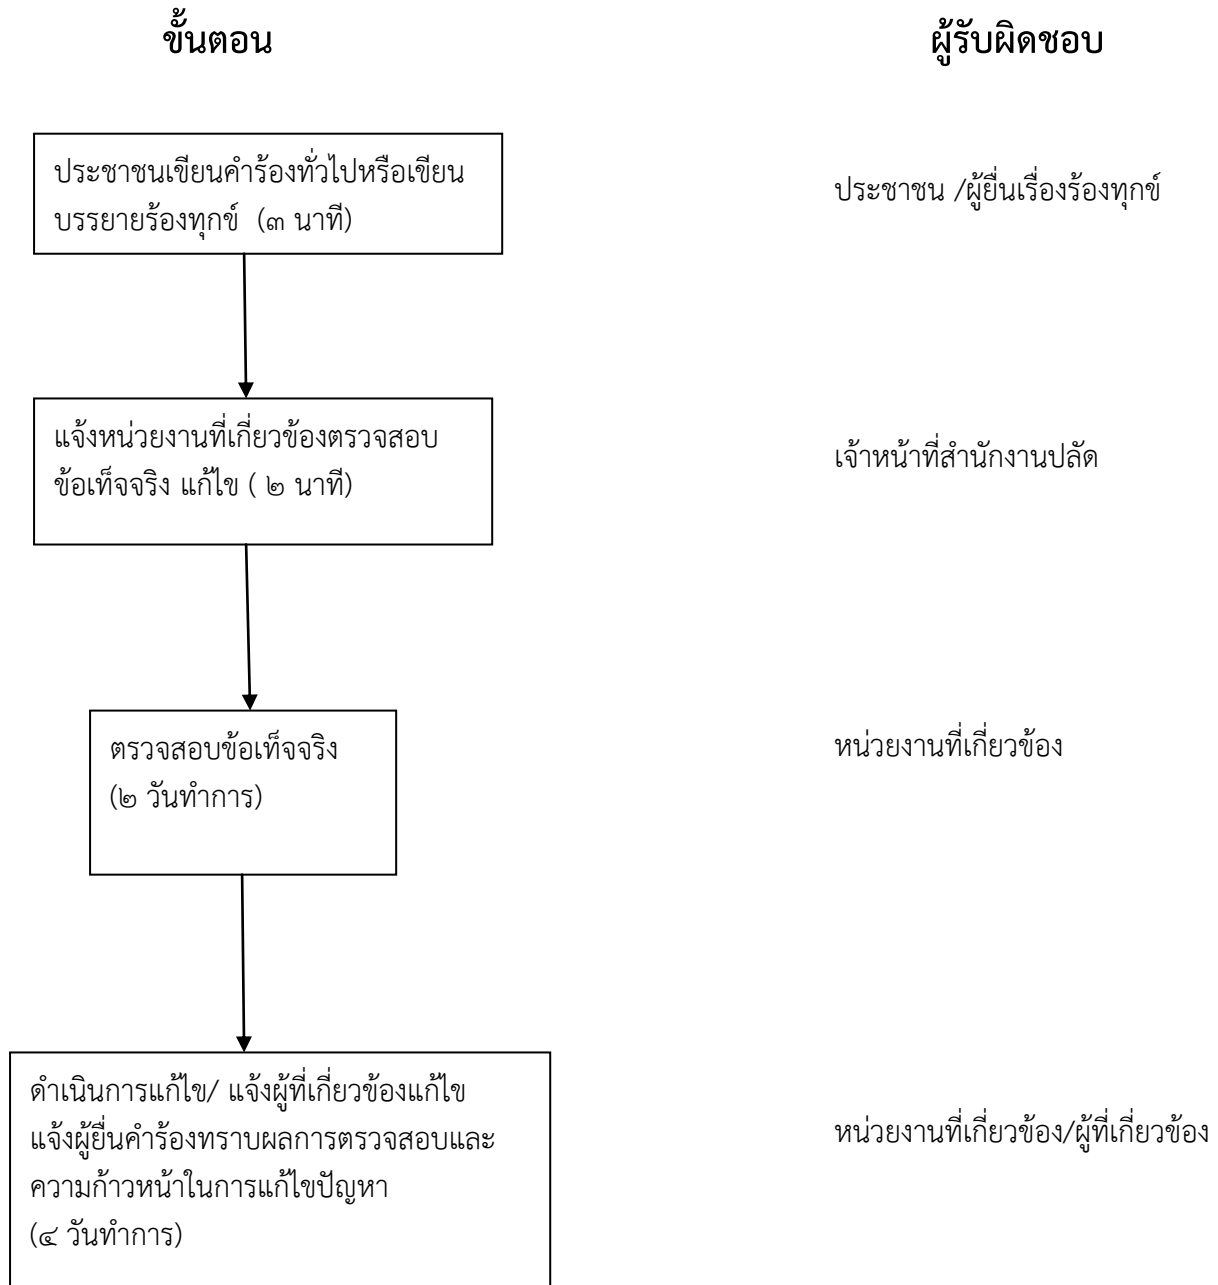 ขั้นตอน
ผู้รับผิดชอบ
ประชาชนเขียนคำร้องทั่วไปหรือเขียน
บรรยายร้องทุกข์ (๓ นาที)
ประชาชน /ผู้ยื่นเรื่องร้องทุกข์
แจ้งหน่วยงานที่เกี่ยวข้องตรวจสอบ
ข้อเท็จจริง แก้ไข ( ๒ นาที)
เจ้าหน้าที่สำนักงานปลัด
ตรวจสอบข้อเท็จจริง
(๒ วันทำการ)
หน่วยงานที่เกี่ยวข้อง
ดำเนินการแก้ไข/ แจ้งผู้ที่เกี่ยวข้องแก้ไข
แจ้งผู้ยื่นคำร้องทราบผลการตรวจสอบและ
ความก้าวหน้าในการแก้ไขปัญหา
(๔ วันทำการ)
หน่วยงานที่เกี่ยวข้อง/ผู้ที่เกี่ยวข้อง